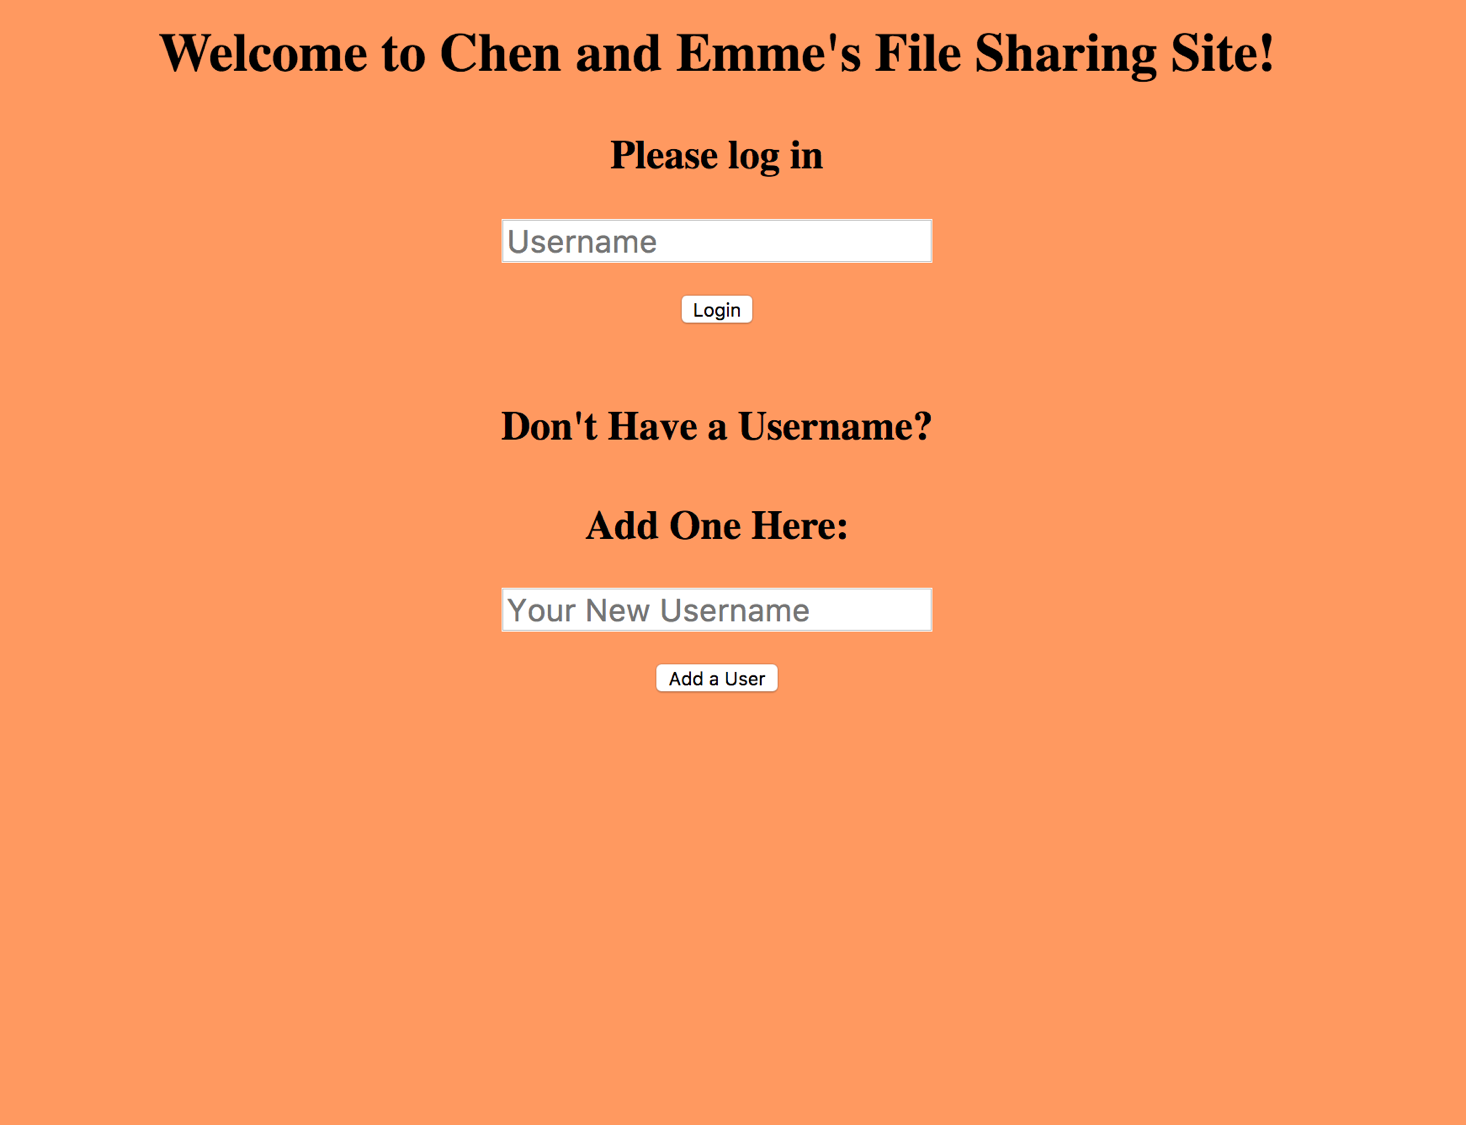 Welcome to Chen and Emme's File Sharing Site!
Please log in
Username
Login
Don't Have a Username?
Add One Here:
Your New Username
Add a User